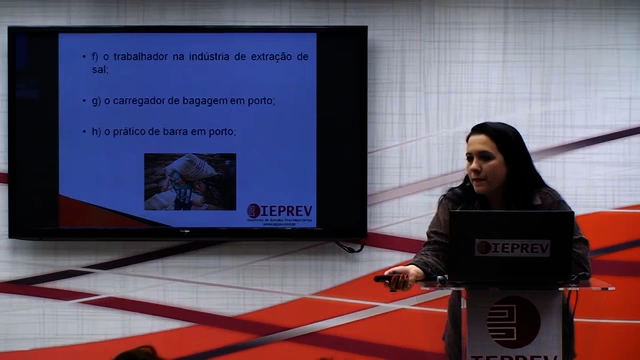 • f) o trabalhador na indústria de extração de
sal;
• g) o carregador de bagagem em porto;
• h) o prático de barra em porto;
IEPREV
IEPREV
IEPREV